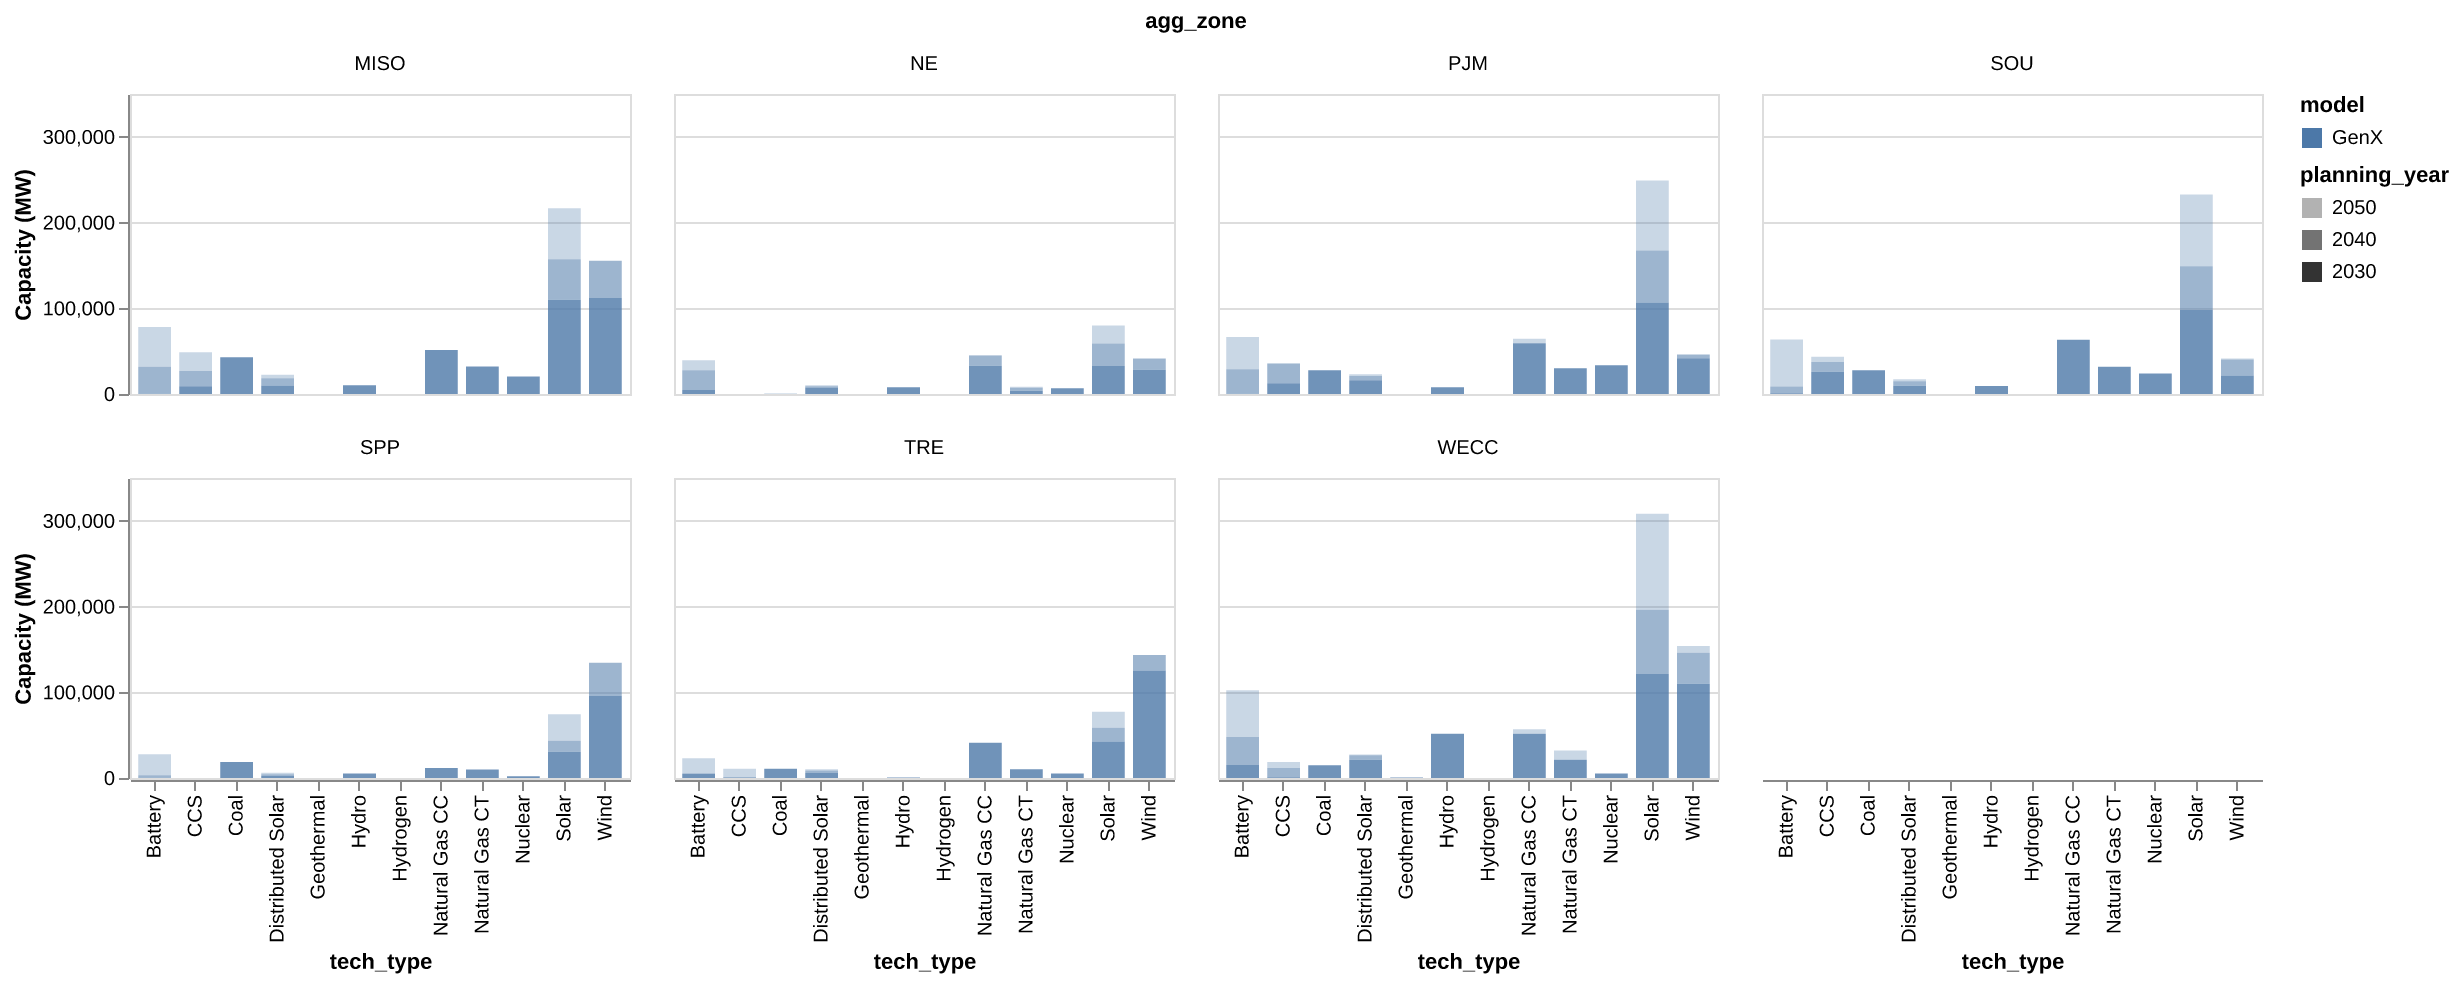 agg_zone
MISO
NE
PJM
SOU
model
GenX
planning_year
2050
2040
2030
Capacity (MW)
300,000
200,000
100,000
0
SPP
TRE
WECC
Capacity (MW)
300,000
200,000
100,000
0
Battery
CCS
Coal
Distributed Solar
Geothermal
Hydro
Hydrogen
Natural Gas CC
Natural Gas CT
Nuclear
Solar
Wind
tech_type
Battery
CCS
Coal
Distributed Solar
Geothermal
Hydro
Hydrogen
Natural Gas CC
Natural Gas CT
Nuclear
Solar
Wind
tech_type
Battery
CCS
Coal
Distributed Solar
Geothermal
Hydro
Hydrogen
Natural Gas CC
Natural Gas CT
Nuclear
Solar
Wind
tech_type
Battery
CCS
Coal
Distributed Solar
Geothermal
Hydro
Hydrogen
Natural Gas CC
Natural Gas CT
Nuclear
Solar
Wind
tech_type